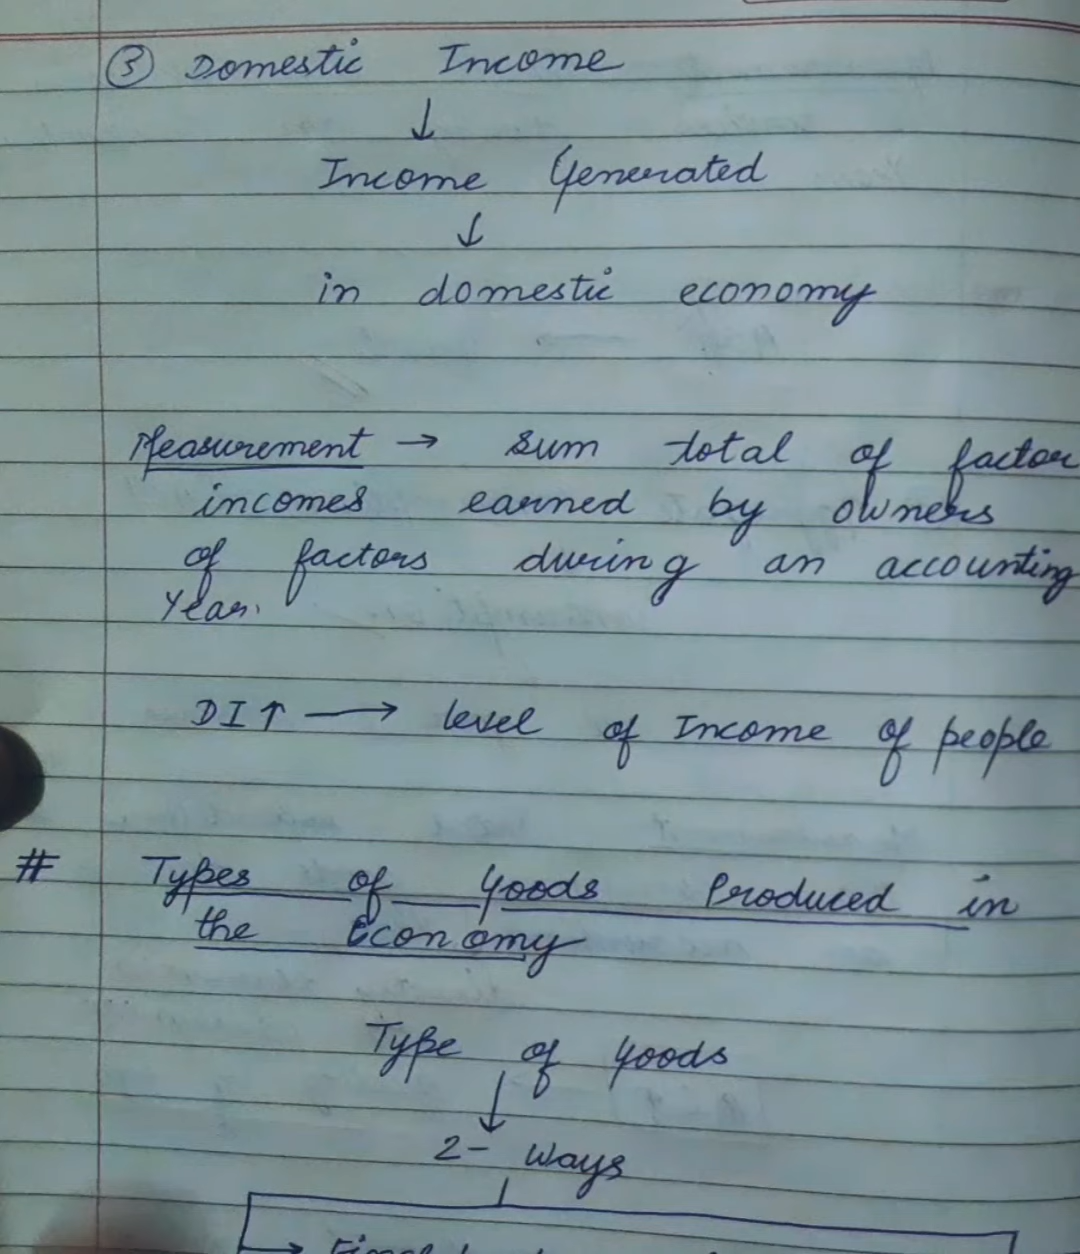 ③ Domestic Income
↓
Income Generated
↓
in domestic economy
Measurement → sum total of factor
incomes earned by owners
of factors during an accounting
Year.
DI↑ → level of Income of people
# Types of Goods Produced in
the Economy
Type of Goods
↓
2- Ways